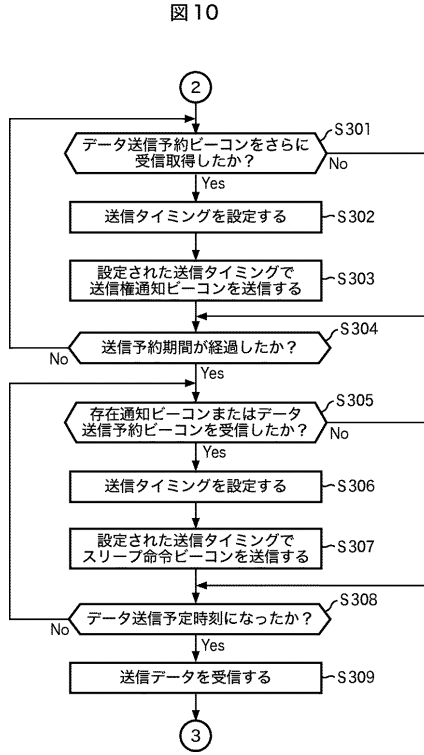 図10
2
データ送信予約ビーコンをさらに
受信取得したか？
S301
No
Yes
送信タイミングを設定する
S302
設定された送信タイミングで
送信権通知ビーコンを送信する
S303
送信予約期間が経過したか？
S304
No
Yes
存在通知ビーコンまたはデータ
送信予約ビーコンを受信したか？
S305
No
Yes
送信タイミングを設定する
S306
設定された送信タイミングで
スリープ命令ビーコンを送信する
S307
データ送信予定時刻になったか？
S308
No
Yes
送信データを受信する
S309
3